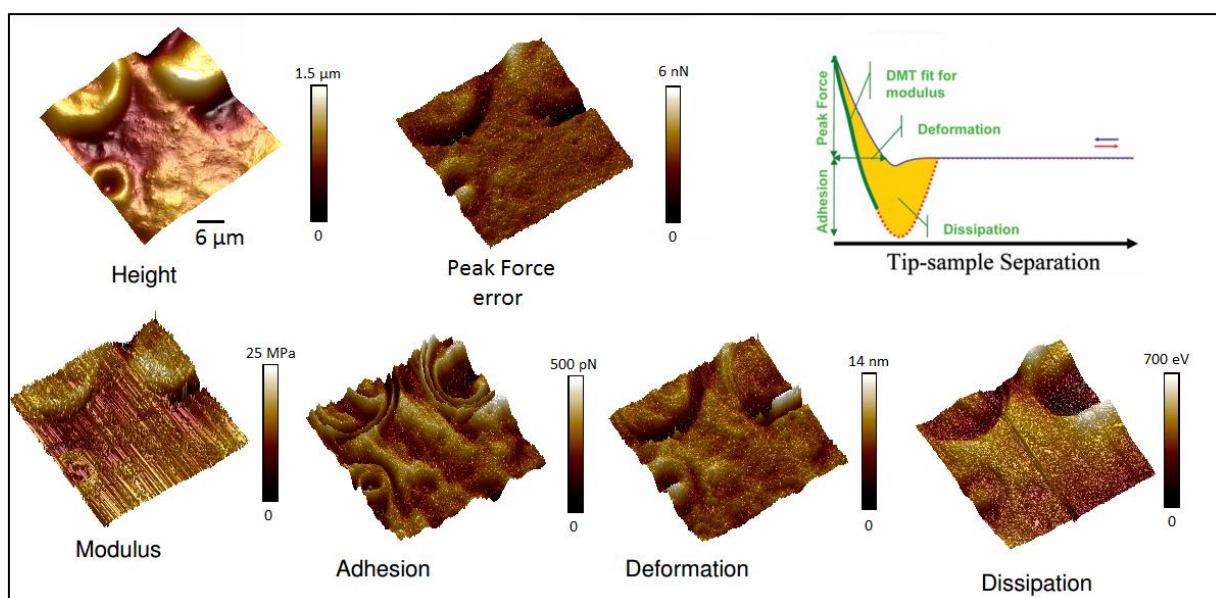 1.5 µm
0
6 µm
Height
6 nN
0
Peak Force
error
Peak Force
Adhesion
DMT fit for
modulus
Deformation
Dissipation
Tip-sample Separation
25 MPa
0
Modulus
500 pN
0
Adhesion
14 nm
0
Deformation
700 eV
0
Dissipation